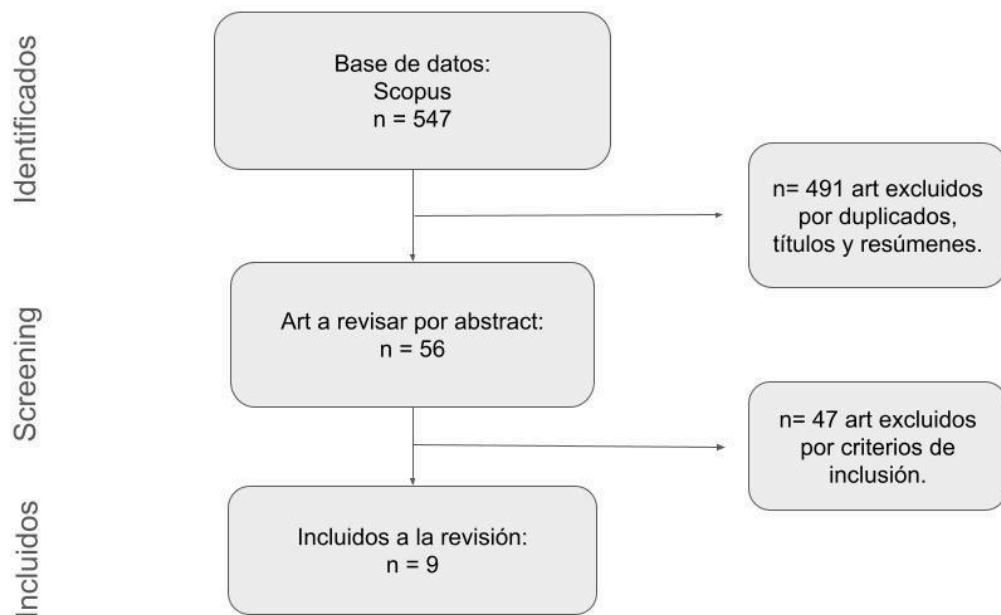 Identificados
Base de datos:
Scopus
n = 547
n= 491 art excluidos
por duplicados,
títulos y resúmenes.
Screening
Art a revisar por abstract:
n = 56
n= 47 art excluidos
por criterios de
inclusión.
Incluidos
Incluidos a la revisión:
n = 9